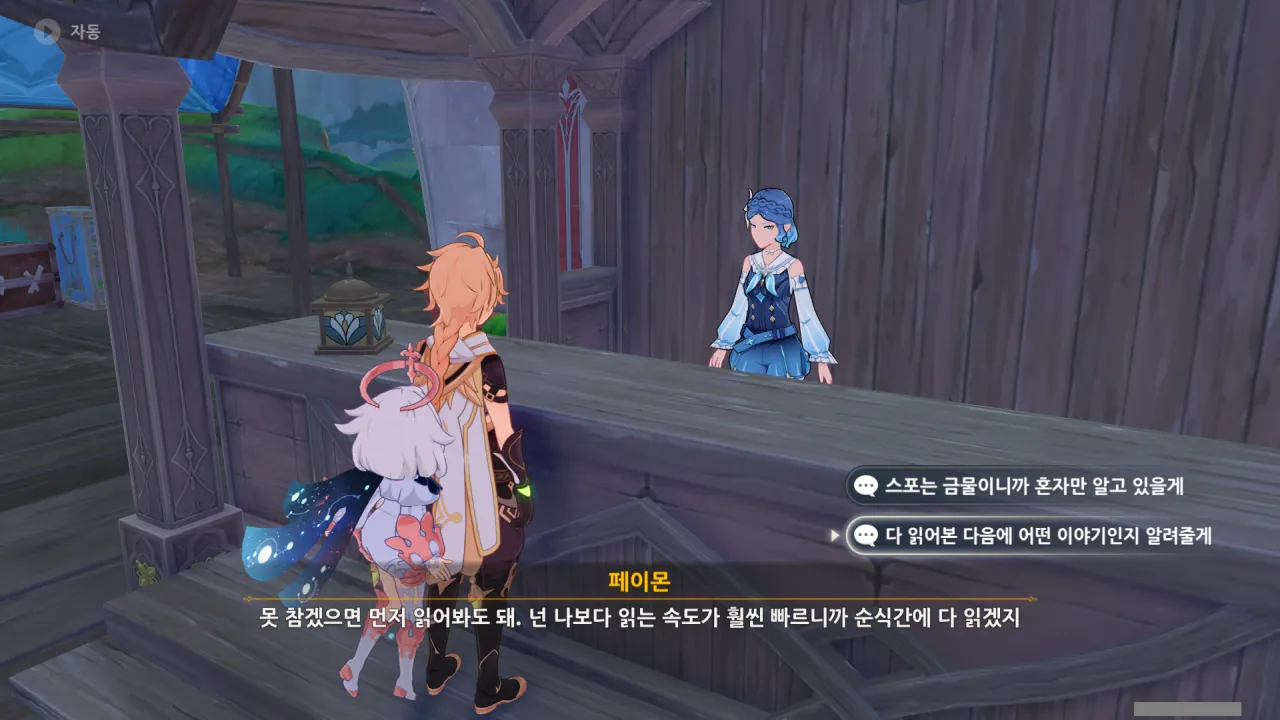 자동
스포는 금물이니까 혼자만 알고 있을게
다 읽어본 다음에 어떤 이야기인지 알려줄게
페이몬
못 참겠으면 먼저 읽어봐도 돼. 넌 나보다 읽는 속도가 훨씬 빠르니까 순식간에 다 읽겠지